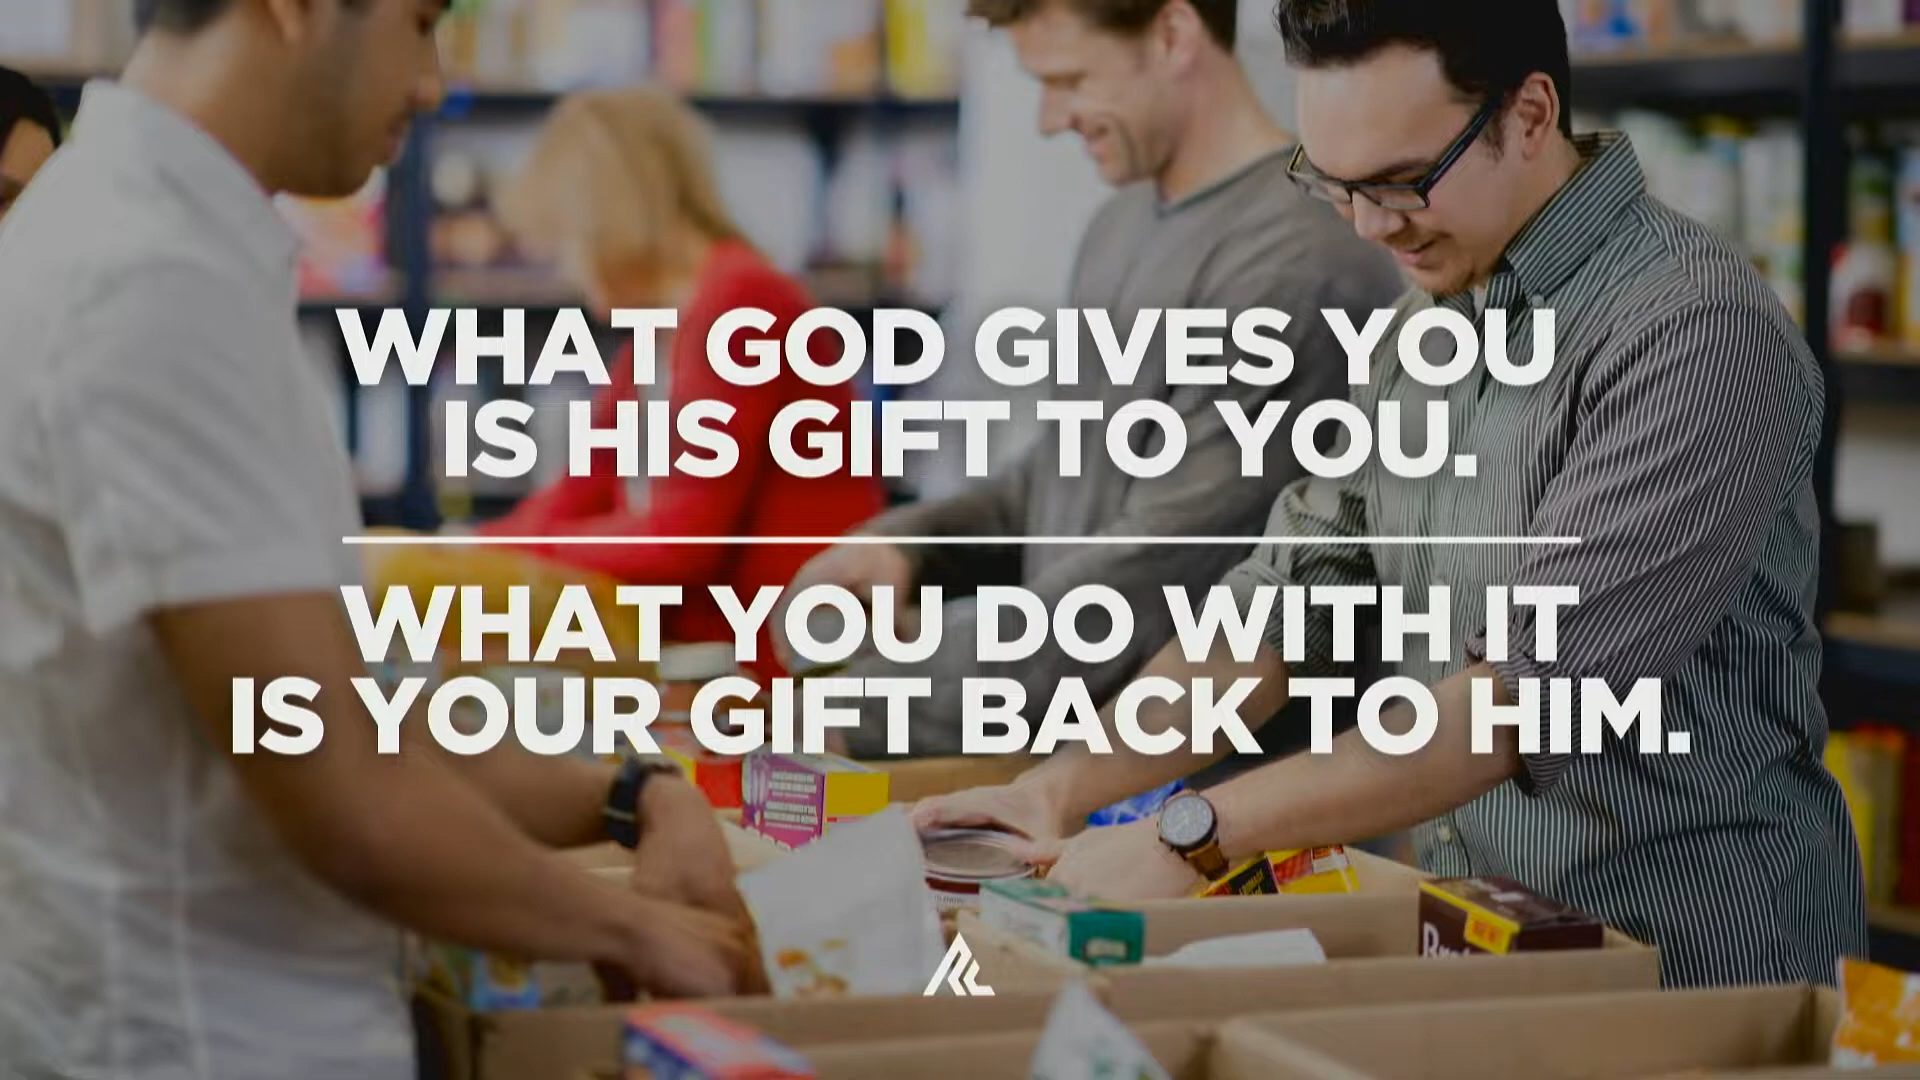 WHAT GOD GIVES YOU
IS HIS GIFT TO YOU.
WHAT YOU DO WITH IT
IS YOUR GIFT BACK TO HIM.
RL